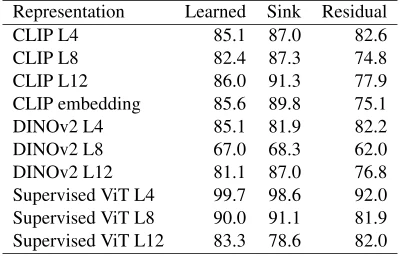 Representation Learned Sink Residual
CLIP L4 85.1 87.0 82.6
CLIP L8 82.4 87.3 74.8
CLIP L12 86.0 91.3 77.9
CLIP embedding 85.6 89.8 75.1
DINOv2 L4 85.1 81.9 82.2
DINOv2 L8 67.0 68.3 62.0
DINOv2 L12 81.1 87.0 76.8
Supervised ViT L4 99.7 98.6 92.0
Supervised ViT L8 90.0 91.1 81.9
Supervised ViT L12 83.3 78.6 82.0